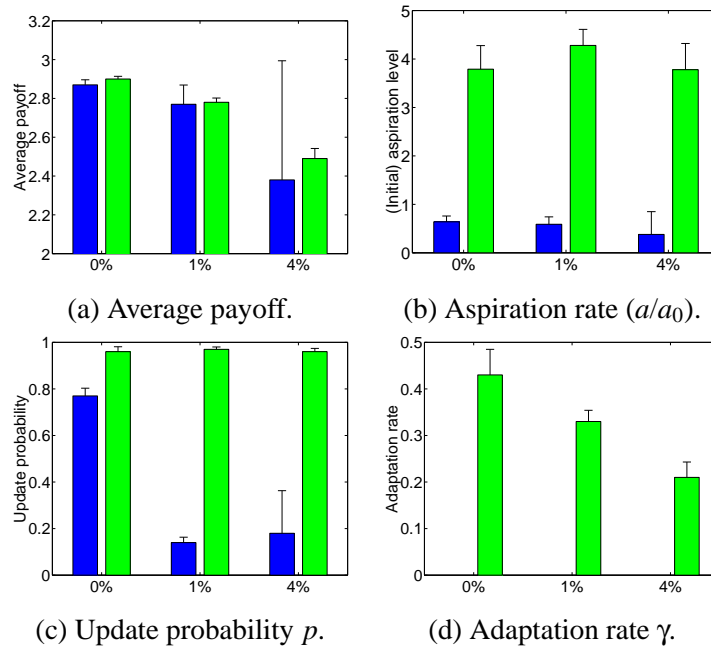 3.2
3
2.8
2.6
2.4
2.2
2
Average payoff
0% 1% 4%
(a) Average payoff.
5
4
3
2
1
0
(Initial) aspiration level
0% 1% 4%
(b) Aspiration rate (a/a0).
1
0.8
0.6
0.4
0.2
0
Update probability
0% 1% 4%
(c) Update probability p.
0.5
0.4
0.3
0.2
0.1
0
Adaptation rate
0% 1% 4%
(d) Adaptation rate γ.